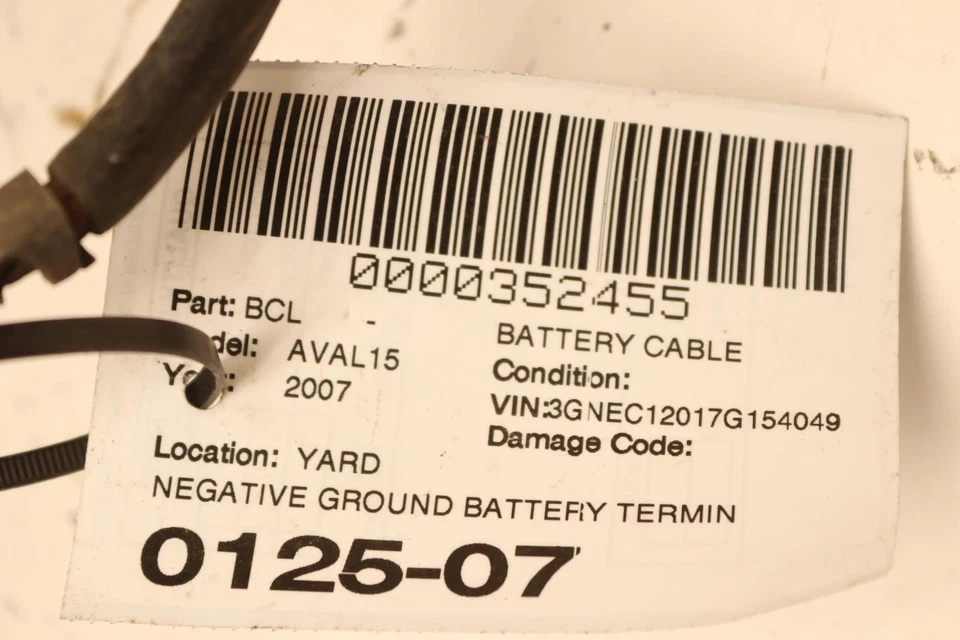 0000352455
Part: BCL -
BATTERY CABLE
del: AVAL15
Condition:
Ye : 2007
VIN:3GNEC12017G154049
Damage Code:
Location: YARD
NEGATIVE GROUND BATTERY TERMIN
0125-07